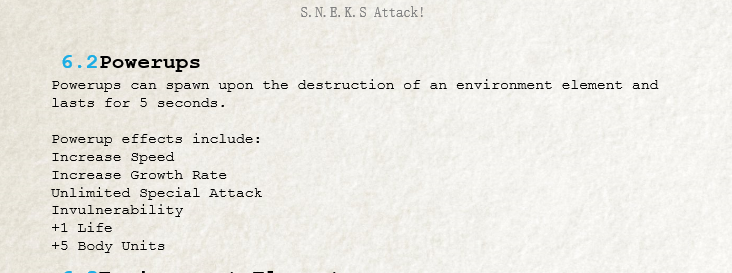 S.N.E.K.S Attack!
6.2Powerups
Powerups can spawn upon the destruction of an environment element and
lasts for 5 seconds.
Powerup effects include:
Increase Speed
Increase Growth Rate
Unlimited Special Attack
Invulnerability
+1 Life
+5 Body Units